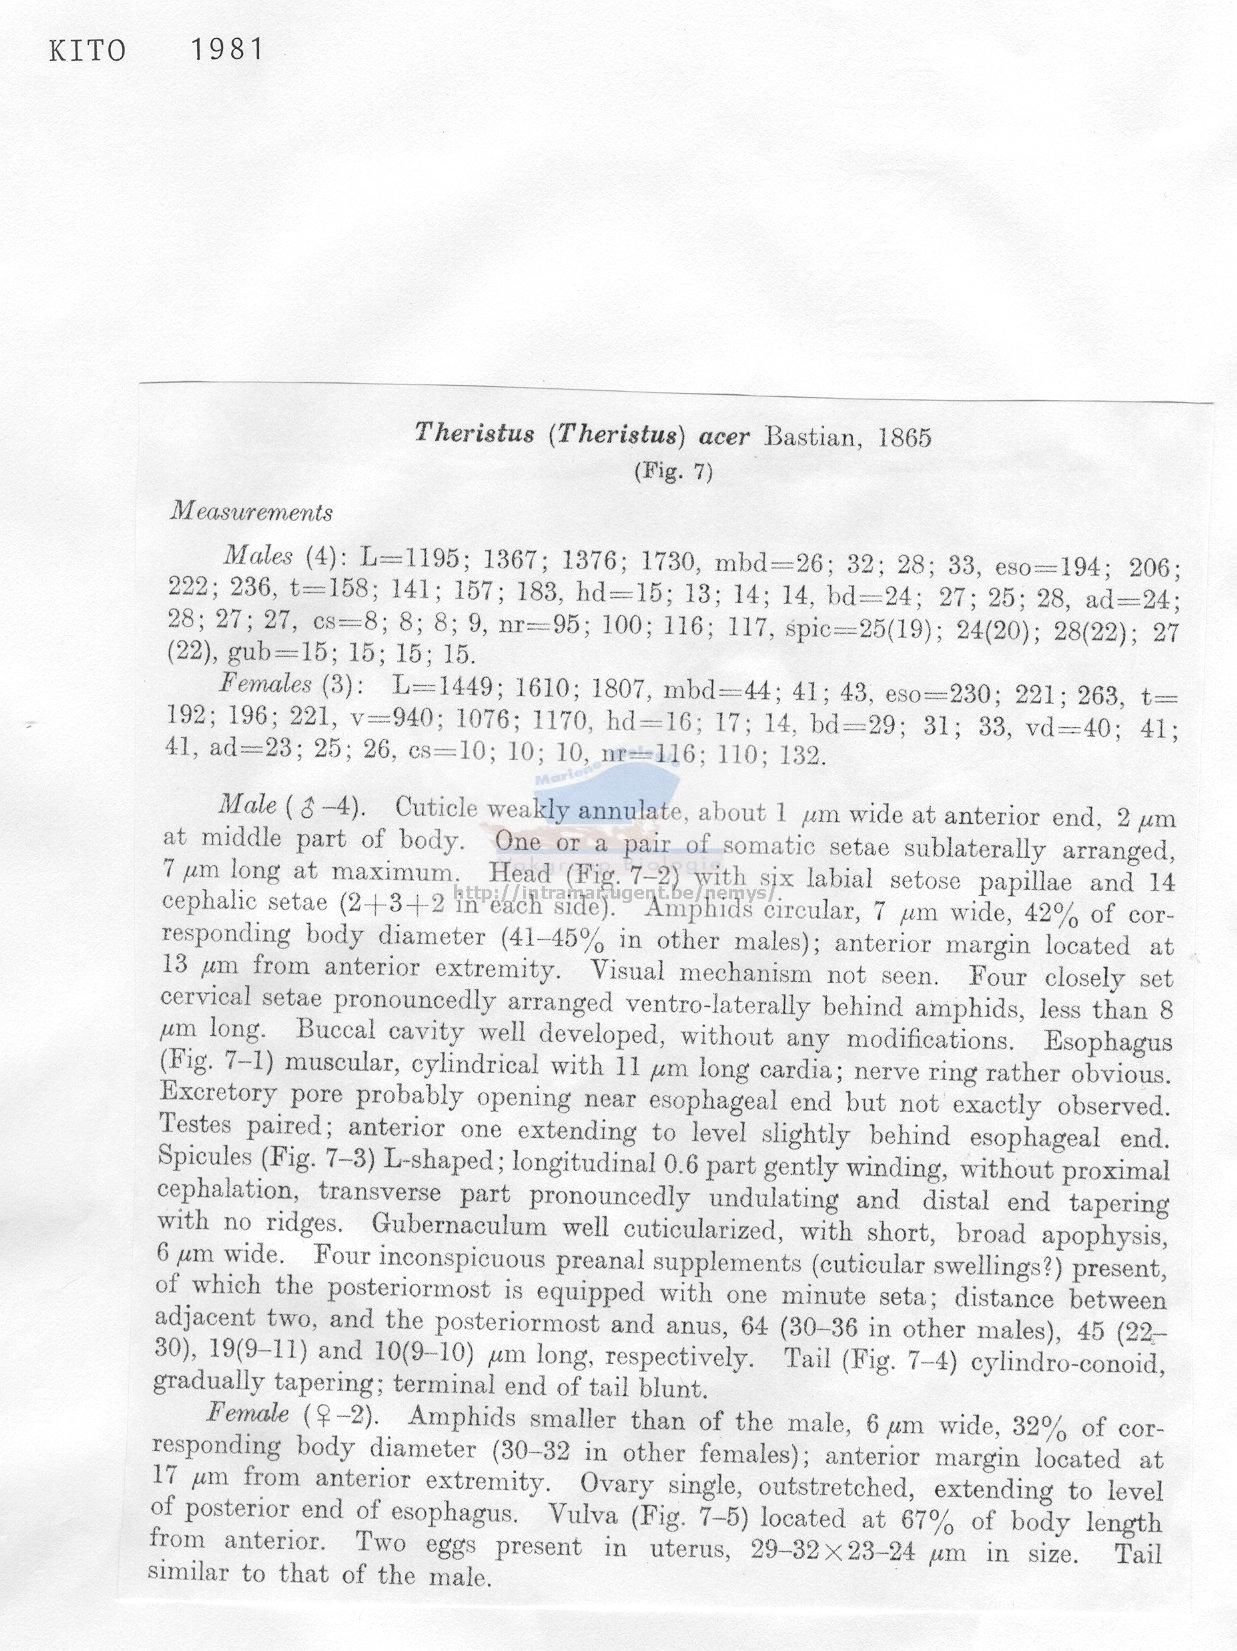 KITO 1981
Theristus (Theristus) acer Bastian, 1865
(Fig. 7)
Measurements
Males (4): L=1195; 1367; 1376; 1730, mbd=26; 32; 28; 33, eso=194; 206;
222; 236, t=158; 141; 157; 183, hd=15; 13; 14; 14, bd=24; 27; 25; 28, ad=24;
28; 27; 27, cs=8; 8; 8; 9, nr=95; 100; 116; 117, spic=25(19); 24(20); 28(22); 27
(22), gub=15; 15; 15; 15.
Females (3): L=1449; 1610; 1807, mbd=44; 41; 43, eso=230; 221; 263, t=
192; 196; 221, v=940; 1076; 1170, hd=16; 17; 14, bd=29; 31; 33, vd=40; 41;
41, ad=23; 25; 26, cs=10; 10; 10, nr=116; 110; 132.
Male (♂-4). Cuticle weakly annulate, about 1 μm wide at anterior end, 2 μm
at middle part of body. One or a pair of somatic setae sublaterally arranged,
7 μm long at maximum. Head (Fig. 7-2) with six labial setose papillae and 14
http://intramar.ugent.be/nemys/
cephalic setae (2+3+2 in each side). Amphids circular, 7 μm wide, 42% of cor-
responding body diameter (41-45% in other males); anterior margin located at
13 μm from anterior extremity. Visual mechanism not seen. Four closely set
cervical setae pronouncedly arranged ventro-laterally behind amphids, less than 8
μm long. Buccal cavity well developed, without any modifications. Esophagus
(Fig. 7-1) muscular, cylindrical with 11 μm long cardia; nerve ring rather obvious.
Excretory pore probably opening near esophageal end but not exactly observed.
Testes paired; anterior one extending to level slightly behind esophageal end.
Spicules (Fig. 7-3) L-shaped; longitudinal 0.6 part gently winding, without proximal
cephalation, transverse part pronouncedly undulating and distal end tapering
with no ridges. Gubernaculum well cuticularized, with short, broad apophysis,
6 μm wide. Four inconspicuous preanal supplements (cuticular swellings?) present,
of which the posteriormost is equipped with one minute seta; distance between
adjacent two, and the posteriormost and anus, 64 (30-36 in other males), 45 (22-
30), 19(9-11) and 10(9-10) μm long, respectively. Tail (Fig. 7-4) cylindro-conoid,
gradually tapering; terminal end of tail blunt.
Female (♀-2). Amphids smaller than of the male, 6 μm wide, 32% of cor-
responding body diameter (30-32 in other females); anterior margin located at
17 μm from anterior extremity. Ovary single, outstretched, extending to level
of posterior end of esophagus. Vulva (Fig. 7-5) located at 67% of body length
from anterior. Two eggs present in uterus, 29-32×23-24 μm in size. Tail
similar to that of the male.